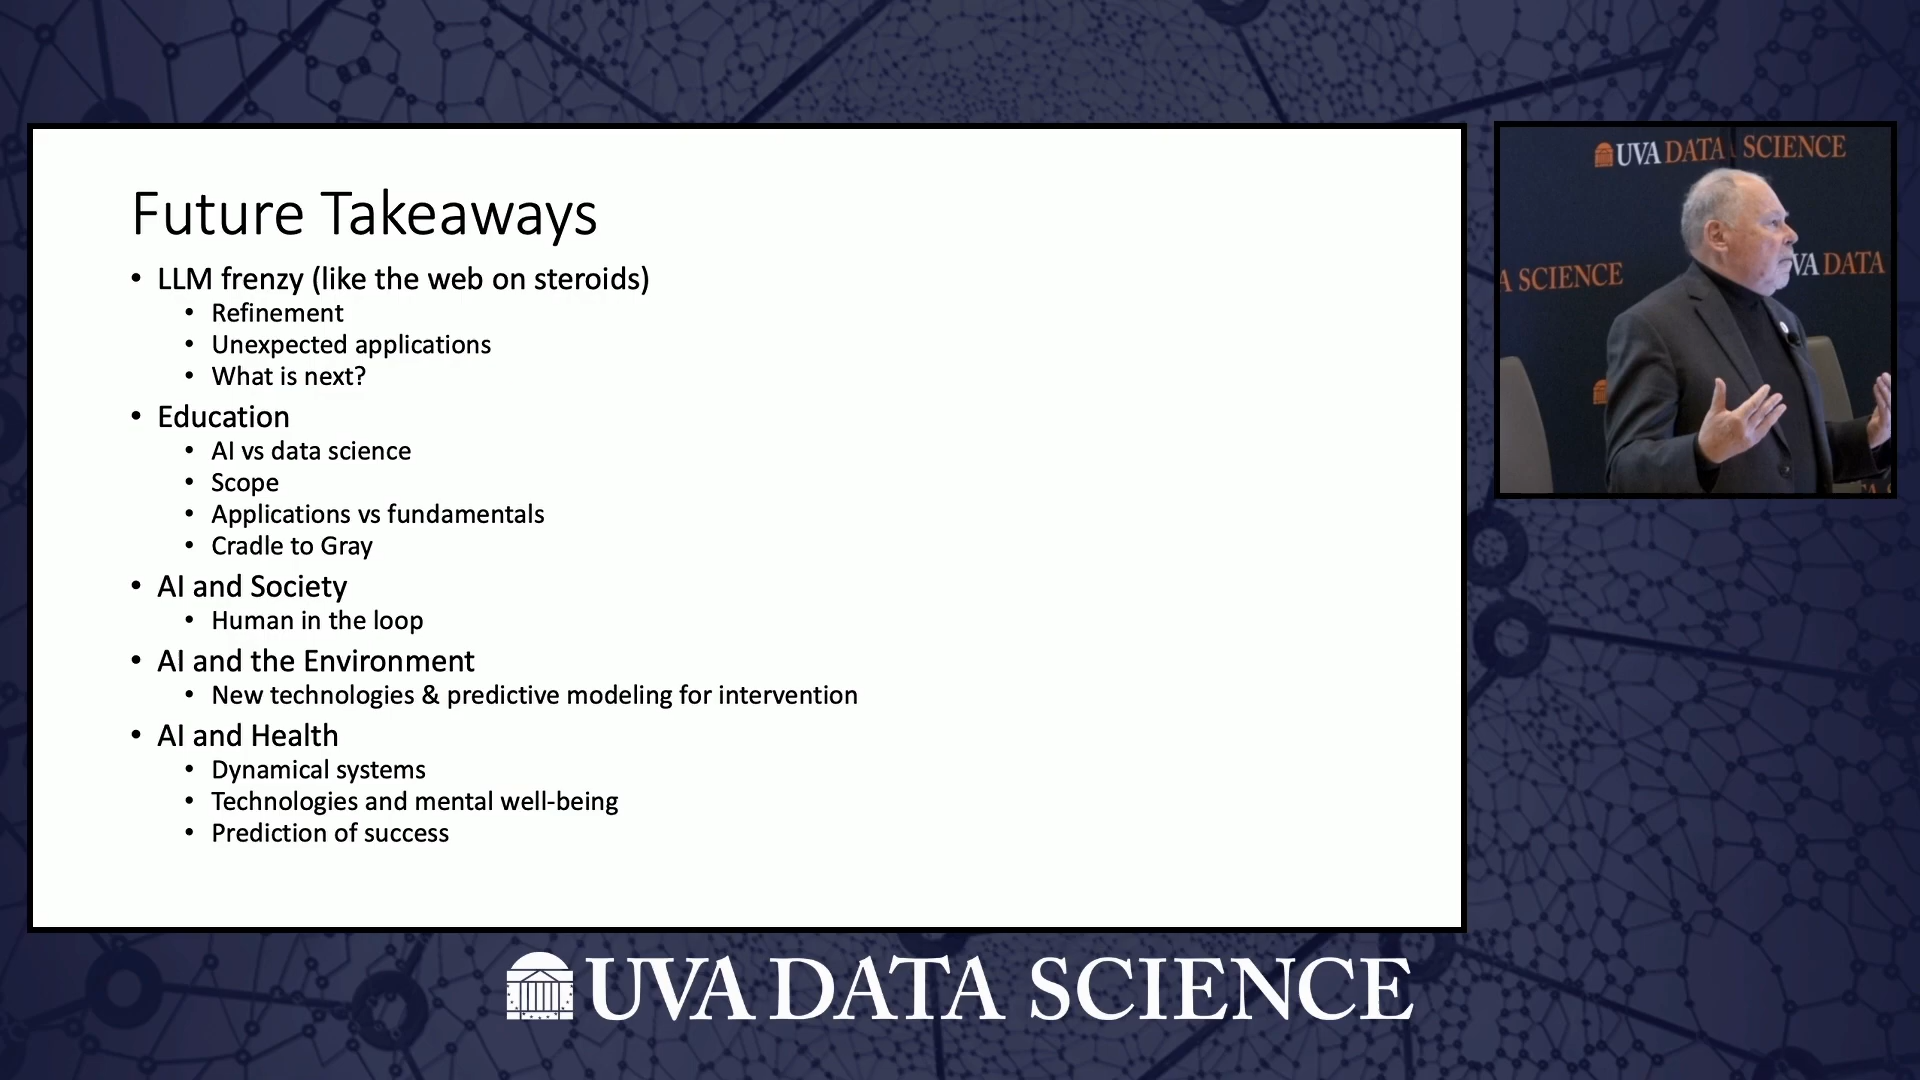 Future Takeaways
• LLM frenzy (like the web on steroids)
• Refinement
• Unexpected applications
• What is next?
• Education
• AI vs data science
• Scope
• Applications vs fundamentals
• Cradle to Gray
• AI and Society
• Human in the loop
• AI and the Environment
• New technologies & predictive modeling for intervention
• AI and Health
• Dynamical systems
• Technologies and mental well-being
• Prediction of success
UVA DATA SCIENCE
A SCIENCE
VA DATA
UVA DATA SCIENCE